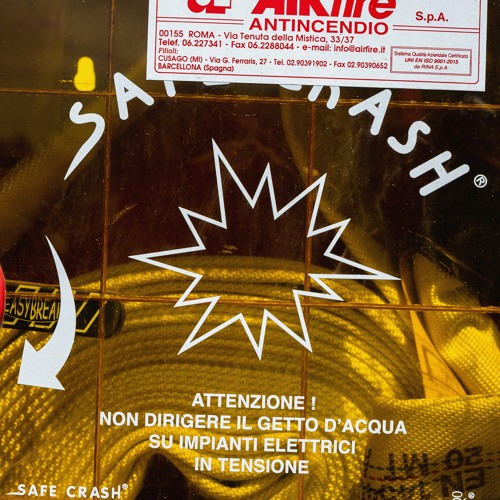 AIRfire S.p.A.
ANTINCENDIO
00155 ROMA - Via Tenuta della Mistica, 33/37
Telef. 06.227341 - Fax 06.2288044 - e-mail: info@airfire.it
Filiali:
CUSAGO (MI) - Via G. Ferraris, 27 - Tel. 02.90391902 - Fax 02.90390652
BARCELLONA (Spagna)
Sistema Qualità Aziendale Certificato
UNI EN ISO 9001:2015
da RINA S.p.A.
SAFE CRASH®
EASYBREAK
ATTENZIONE !
NON DIRIGERE IL GETTO D'ACQUA
SU IMPIANTI ELETTRICI
IN TENSIONE
SAFE CRASH®